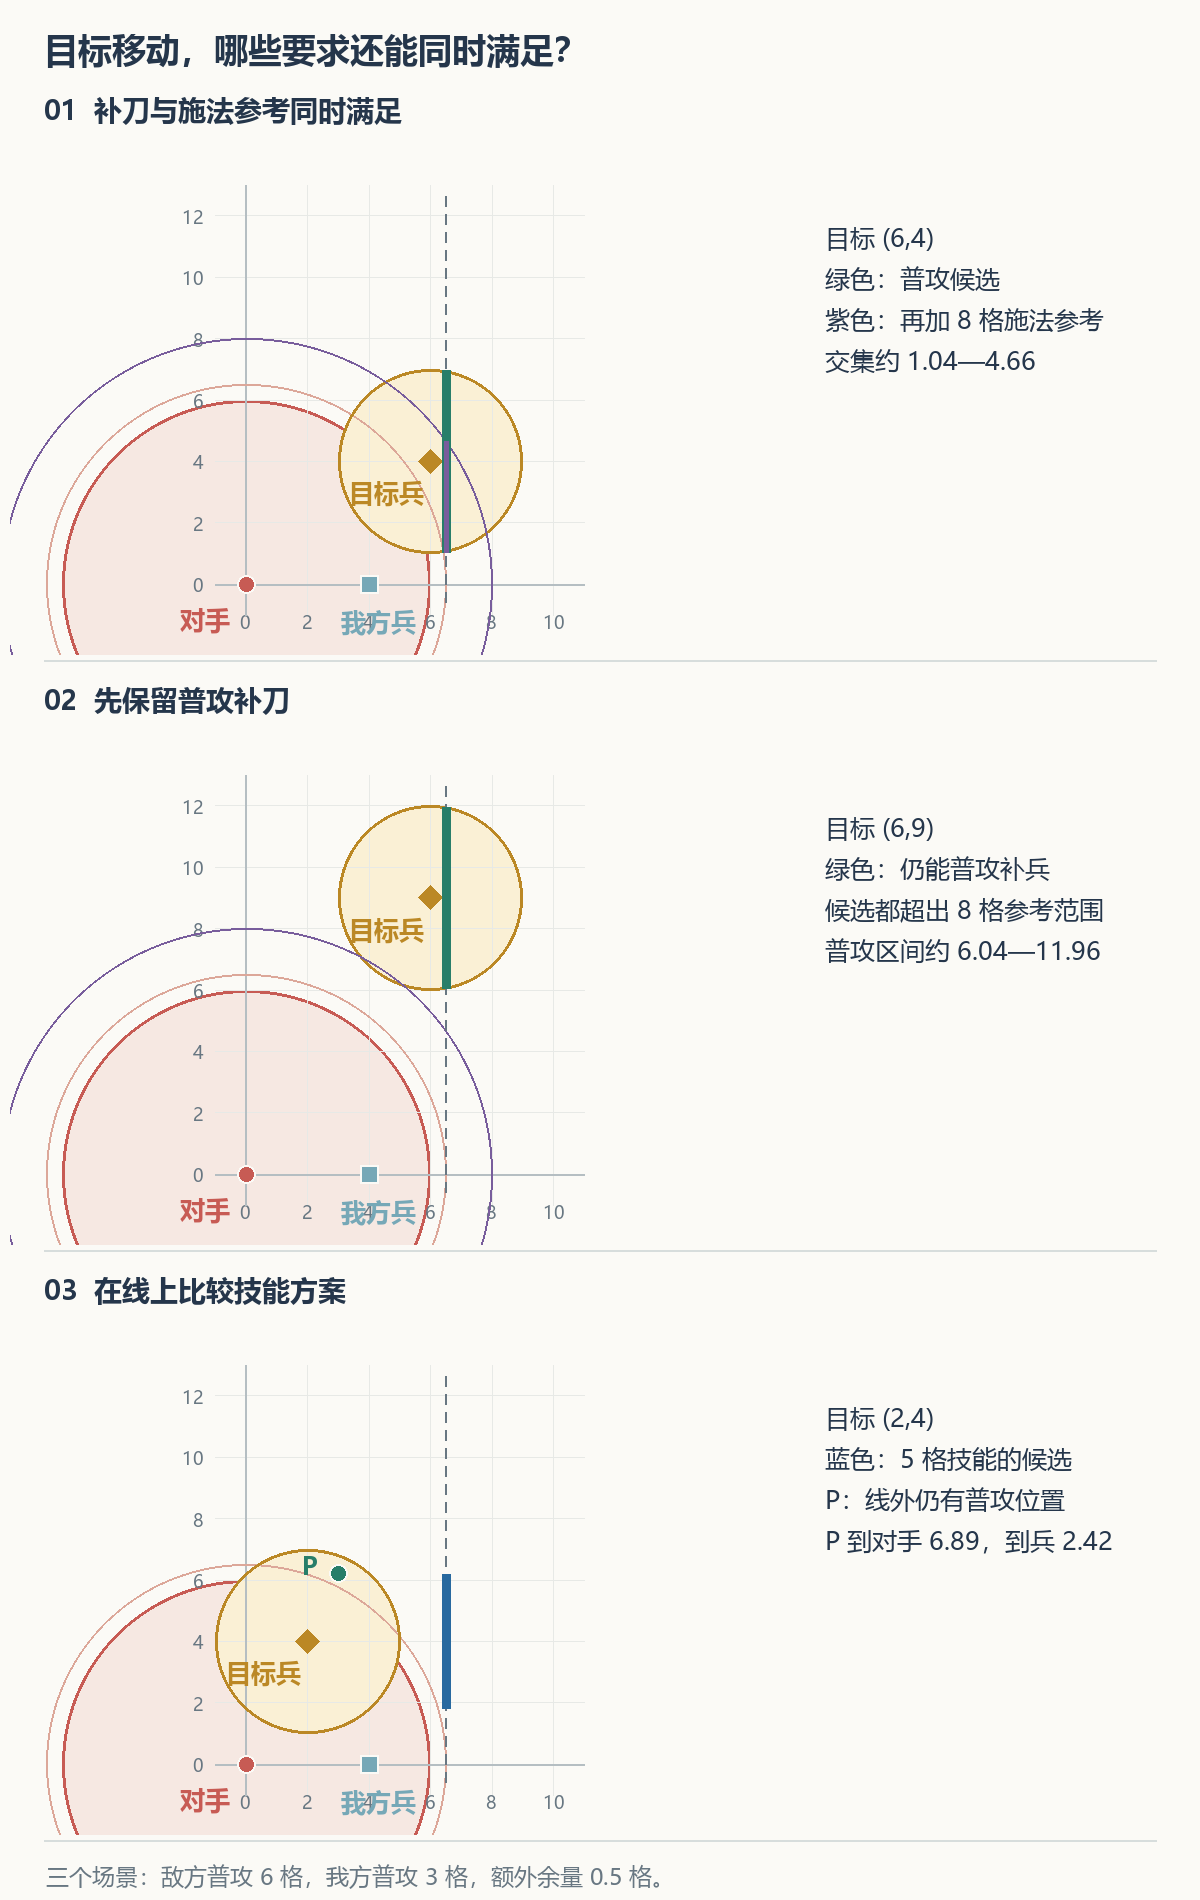 目标移动，哪些要求还能同时满足？
01 补刀与施法参考同时满足
12
10
8
6
4
2
0
目标兵
对手
我方兵
0 2 4 6 8 10
目标 (6,4)
绿色：普攻候选
紫色：再加 8 格施法参考
交集约 1.04—4.66
02 先保留普攻补刀
12
10
8
6
4
2
0
目标兵
对手
我方兵
0 2 4 6 8 10
目标 (6,9)
绿色：仍能普攻补兵
候选都超出 8 格参考范围
普攻区间约 6.04—11.96
03 在线上比较技能方案
12
10
8
6
4
2
0
P
目标兵
对手
我方兵
0 2 4 6 8 10
目标 (2,4)
蓝色：5 格技能的候选
P：线外仍有普攻位置
P 到对手 6.89，到兵 2.42
三个场景：敌方普攻 6 格，我方普攻 3 格，额外余量 0.5 格。